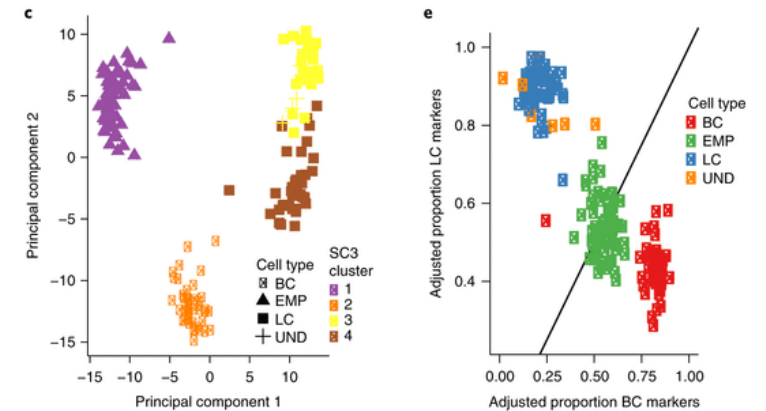 c
Principal component 2
10
5
0
−5
−10
−15
−15 −10 −5 0 5 10
Principal component 1
Cell type
BC
EMP
LC
UND
SC3
cluster
1
2
3
4
e
Adjusted proportion LC markers
1.0
0.8
0.6
0.4
0.00 0.25 0.50 0.75 1.00
Adjusted proportion BC markers
Cell type
BC
EMP
LC
UND